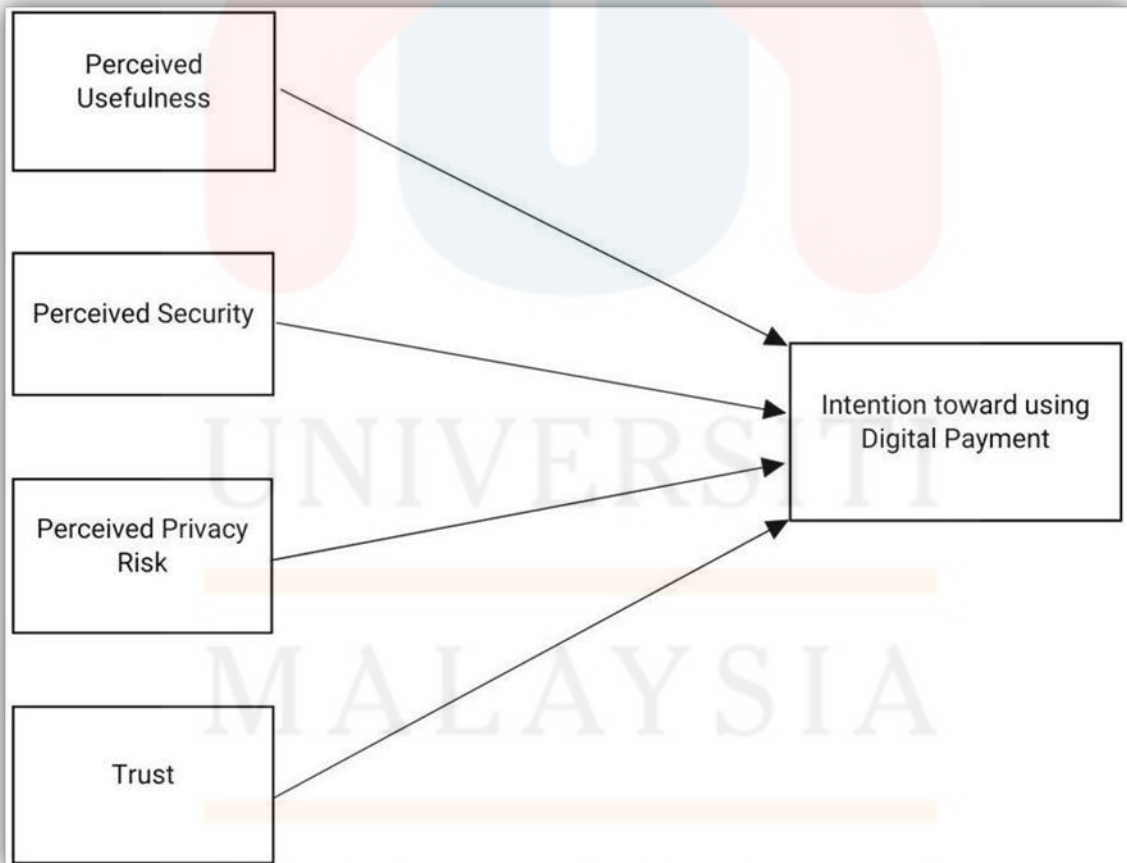 Perceived
Usefulness
Perceived Security
Intention toward using
Digital Payment
UNIVERSITI
Perceived Privacy
Risk
MALAYSIA
Trust